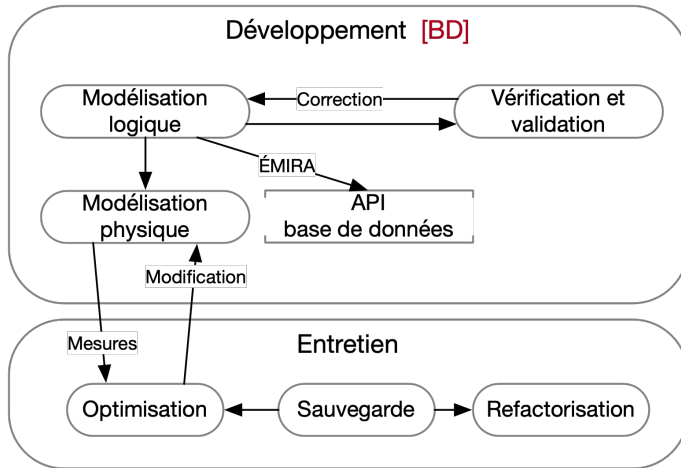 Développement [BD]
Modélisation
logique
Correction
Vérification et
validation
ÉMIRA
Modélisation
physique
API
base de données
Modification
Mesures
Entretien
Optimisation
Sauvegarde
Refactorisation